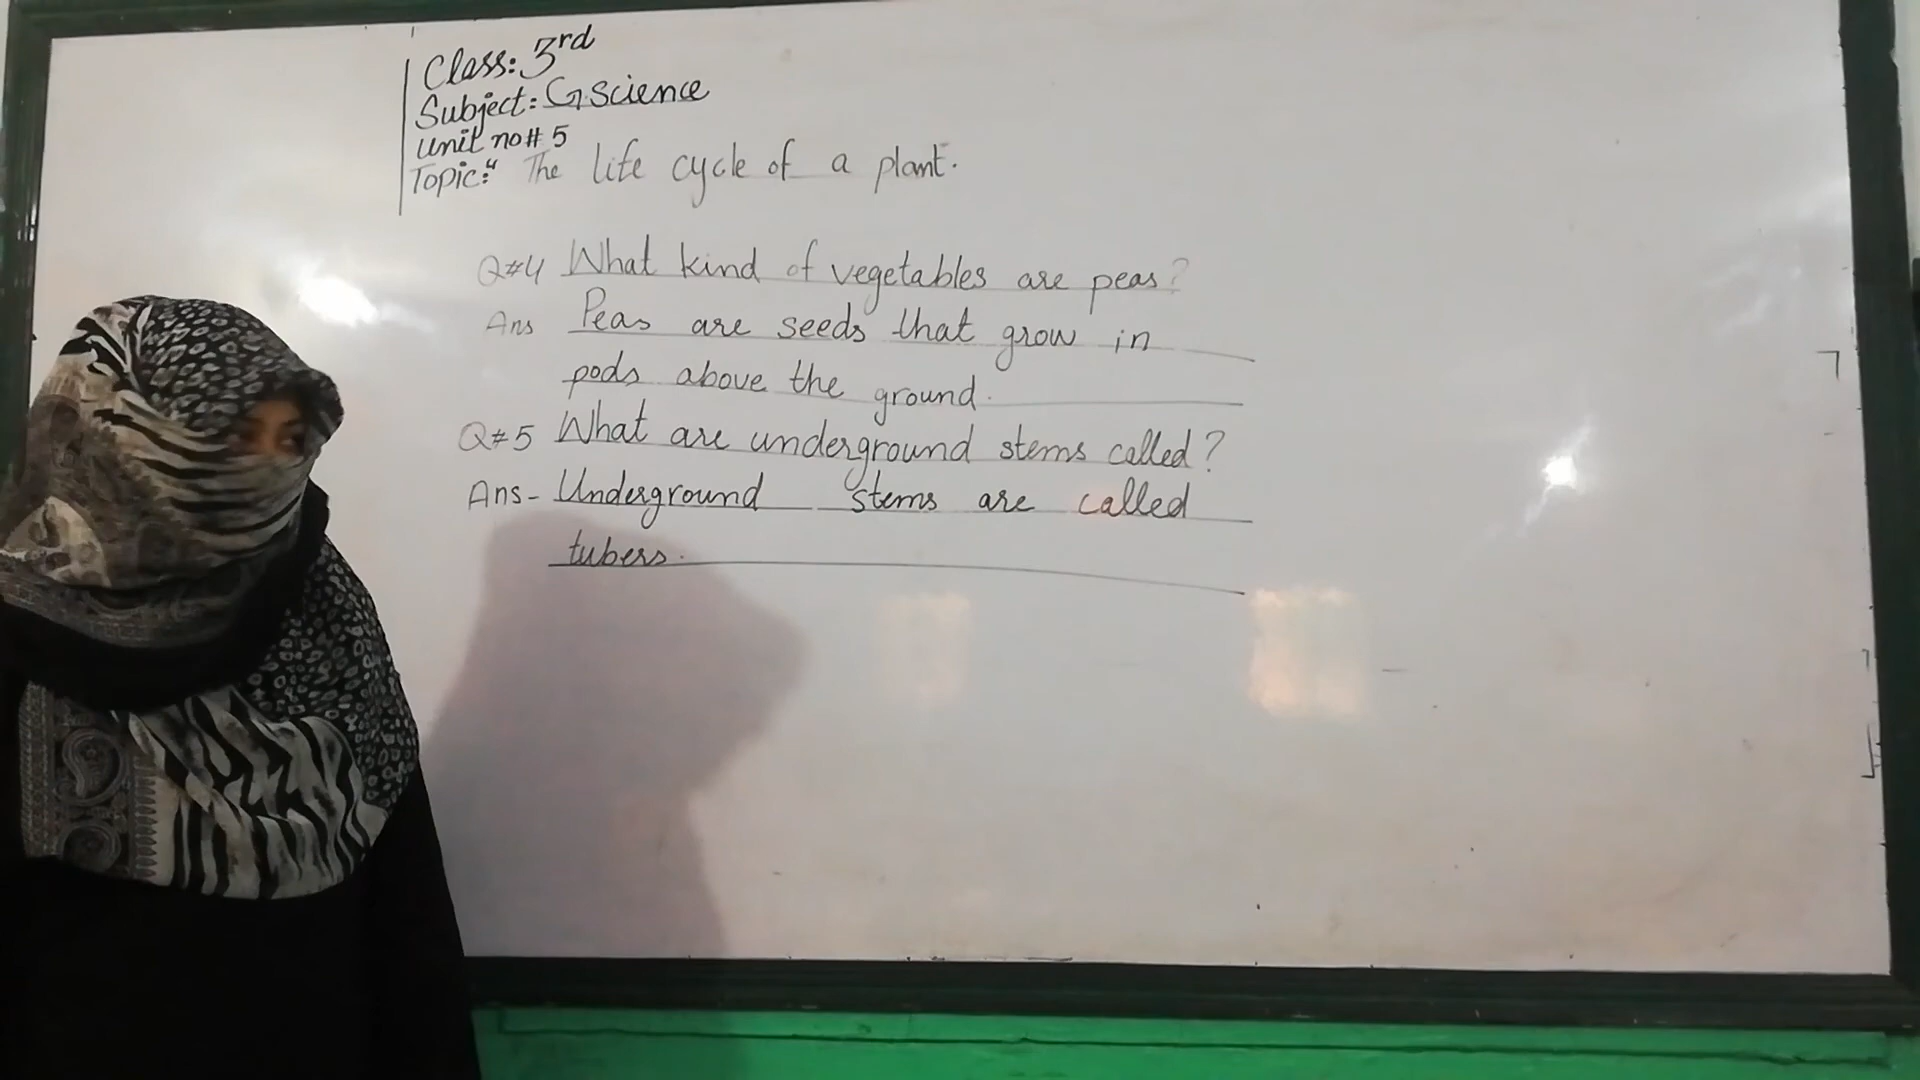 Class: 3rd
Subject: G.Science
Unit no# 5
Topic:" The life cycle of a plant.
Q#4 What kind of vegetables are peas?
Ans Peas are seeds that grow in
pods above the ground.
Q#5 What are underground stems called?
Ans- Underground stems are called
tubers.